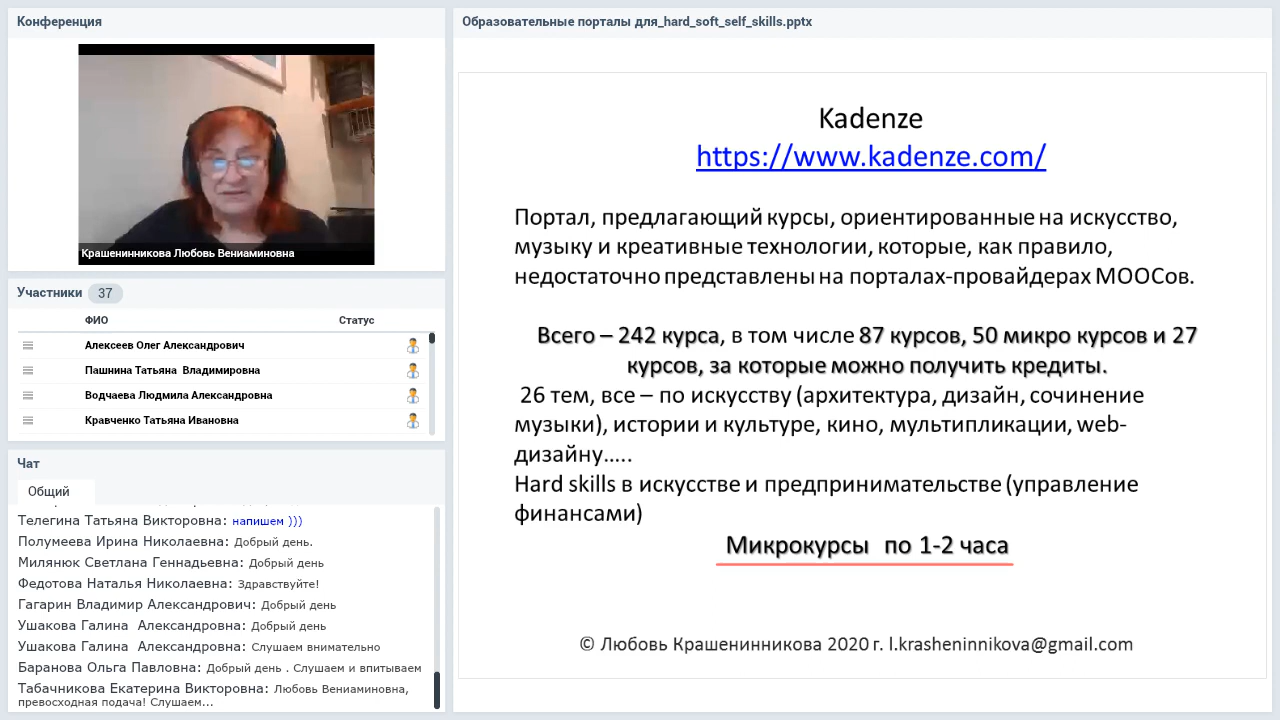 Конференция
Крашенинникова Любовь Вениаминовна
Участники 37
ФИО Статус
Алексеев Олег Александрович
Пашнина Татьяна Владимировна
Водчаева Людмила Александровна
Кравченко Татьяна Ивановна
Чат
Общий
Телегина Татьяна Викторовна: напишем )))
Полумеева Ирина Николаевна: Добрый день.
Милянюк Светлана Геннадьевна: Добрый день
Федотова Наталья Николаевна: Здравствуйте!
Гагарин Владимир Александрович: Добрый день
Ушакова Галина Александровна: Добрый день
Ушакова Галина Александровна: Слушаем внимательно
Баранова Ольга Павловна: Добрый день . Слушаем и впитываем
Табачникова Екатерина Викторовна: Любовь Вениаминовна,
превосходная подача! Слушаем...
Образовательные порталы для_hard_soft_self_skills.pptx
Kadenze
https://www.kadenze.com/
Портал, предлагающий курсы, ориентированные на искусство,
музыку и креативные технологии, которые, как правило,
недостаточно представлены на порталах-провайдерах МООСов.
Всего – 242 курса, в том числе 87 курсов, 50 микро курсов и 27
курсов, за которые можно получить кредиты.
26 тем, все – по искусству (архитектура, дизайн, сочинение
музыки), истории и культуре, кино, мультипликации, web-
дизайну…..
Hard skills в искусстве и предпринимательстве (управление
финансами)
Микрокурсы по 1-2 часа
© Любовь Крашенинникова 2020 г. l.krasheninnikova@gmail.com